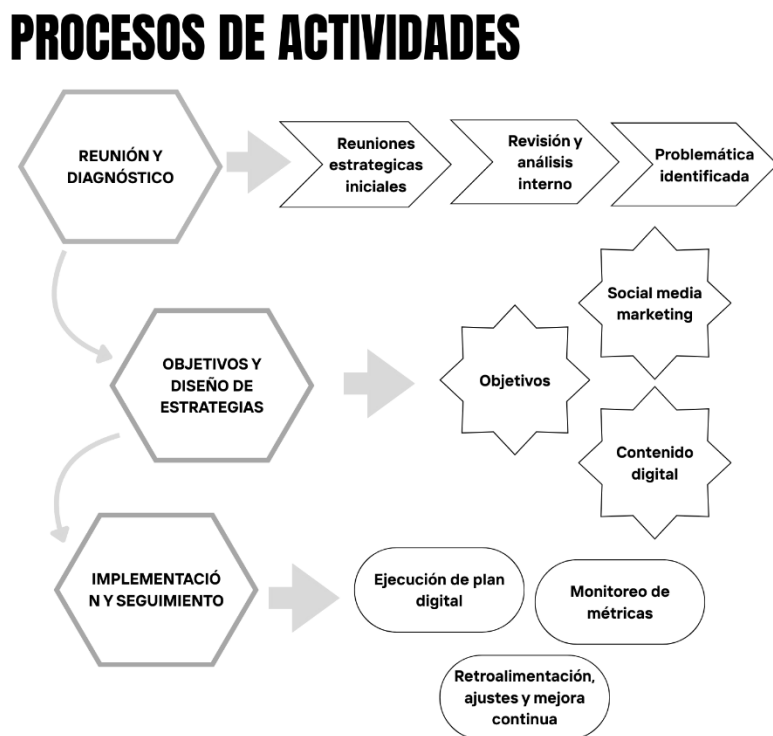 PROCESOS DE ACTIVIDADES
REUNIÓN Y
DIAGNÓSTICO
Reuniones
estrategicas
iniciales
Revisión y
análisis
interno
Problemática
identificada
OBJETIVOS Y
DISEÑO DE
ESTRATEGIAS
Objetivos
Social media
marketing
Contenido
digital
IMPLEMENTACIÓ
N Y SEGUIMIENTO
Ejecución de plan
digital
Monitoreo de
métricas
Retroalimentación,
ajustes y mejora
continua